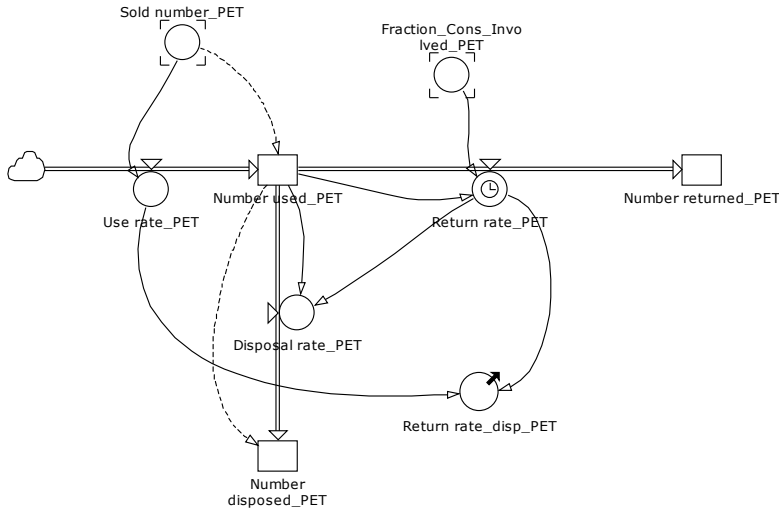 Sold number_PET
Fraction_Cons_Invo
lved_PET
Number used_PET
Number returned_PET
Use rate_PET
Return rate_PET
Disposal rate_PET
Return rate_disp_PET
Number
disposed_PET